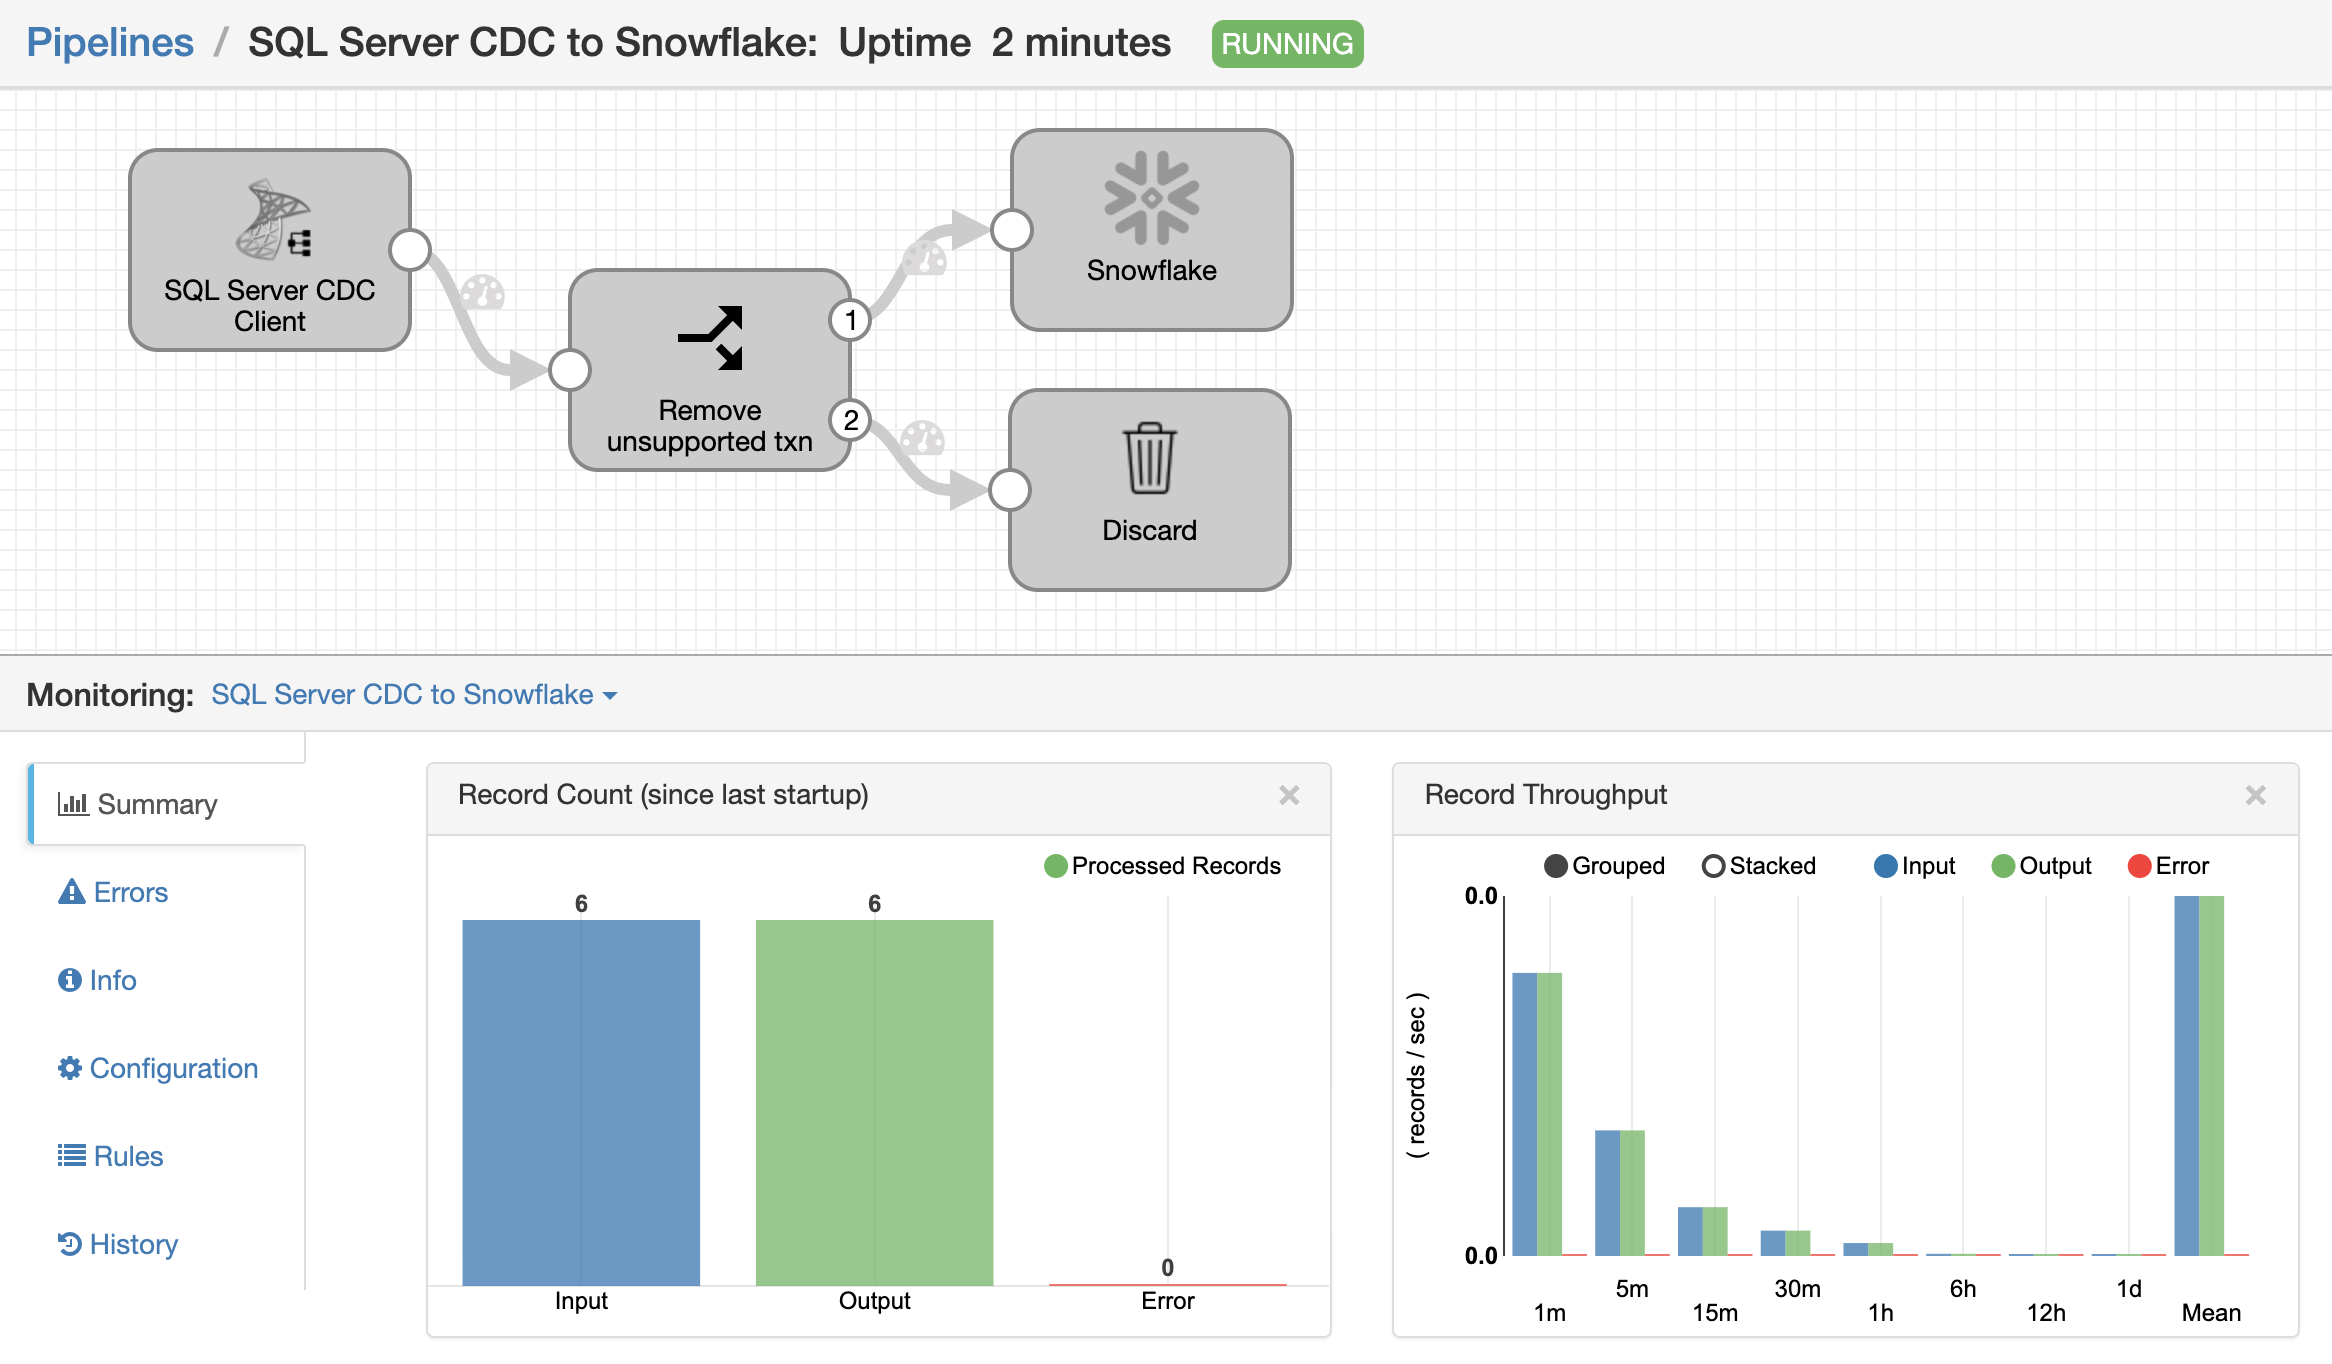 Pipelines / SQL Server CDC to Snowflake: Uptime 2 minutes RUNNING
SQL Server CDC
Client
Remove
unsupported txn
1
2
Snowflake
Discard
Monitoring: SQL Server CDC to Snowflake
Summary
Errors
Info
Configuration
Rules
History
Record Count (since last startup)
Processed Records
6
6
0
Input
Output
Error
Record Throughput
Grouped Stacked Input Output Error
0.0
( records / sec )
0.0
1m
5m
15m
30m
1h
6h
12h
1d
Mean